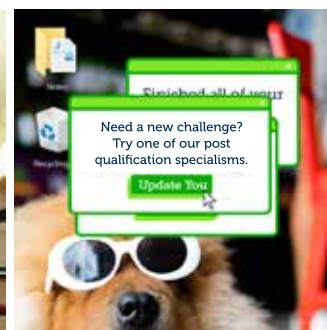 Finished all of your
Need a new challenge?
Try one of our post
qualification specialisms.
Update You